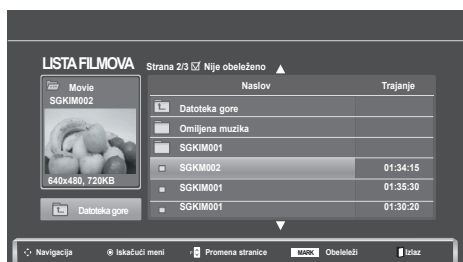 LISTA FILMOVA
Strana 2/3 ☑ Nije obeleženo
Movie
SGKIM002
640x480, 720KB
Datoteka gore
Naslov Trajanje
Datoteka gore
Omiljena muzika
SGKIM001
SGKM002 01:34:15
SGKIM001 01:35:30
SGKIM001 01:30:20
Navigacija Iskačući meni Promena stranice MARK Obeleleži Izlaz